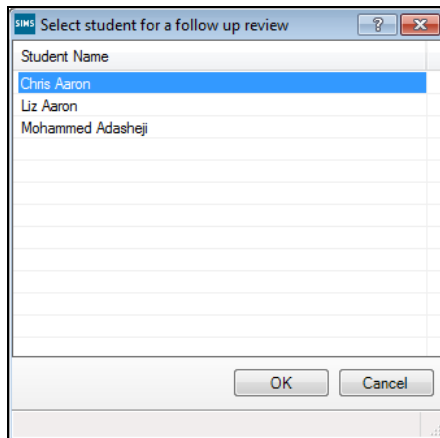 SIMS Select student for a follow up review ?
Student Name
Chris Aaron
Liz Aaron
Mohammed Adasheji
OK Cancel